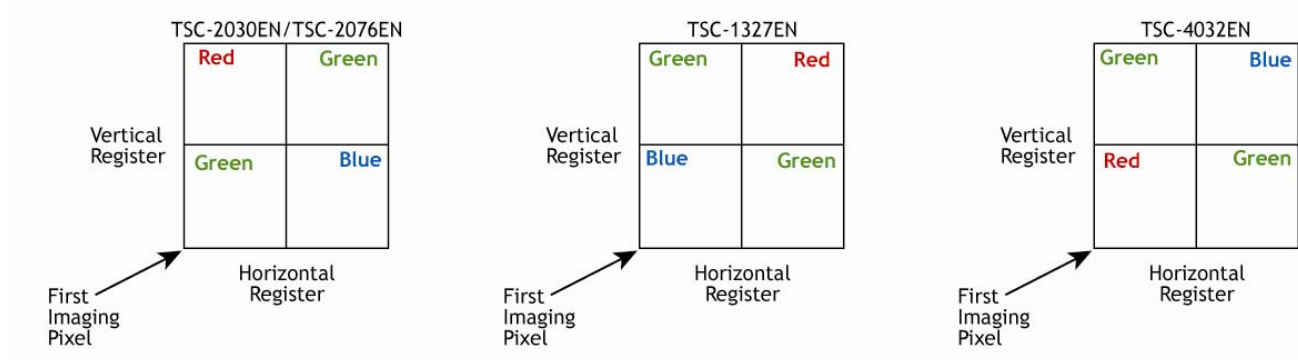 TSC-2030EN/TSC-2076EN
Red Green
Vertical
Register
Green Blue
Horizontal
Register
First
Imaging
Pixel
TSC-1327EN
Green Red
Vertical
Register
Blue Green
Horizontal
Register
First
Imaging
Pixel
TSC-4032EN
Green Blue
Vertical
Register
Red Green
Horizontal
Register
First
Imaging
Pixel